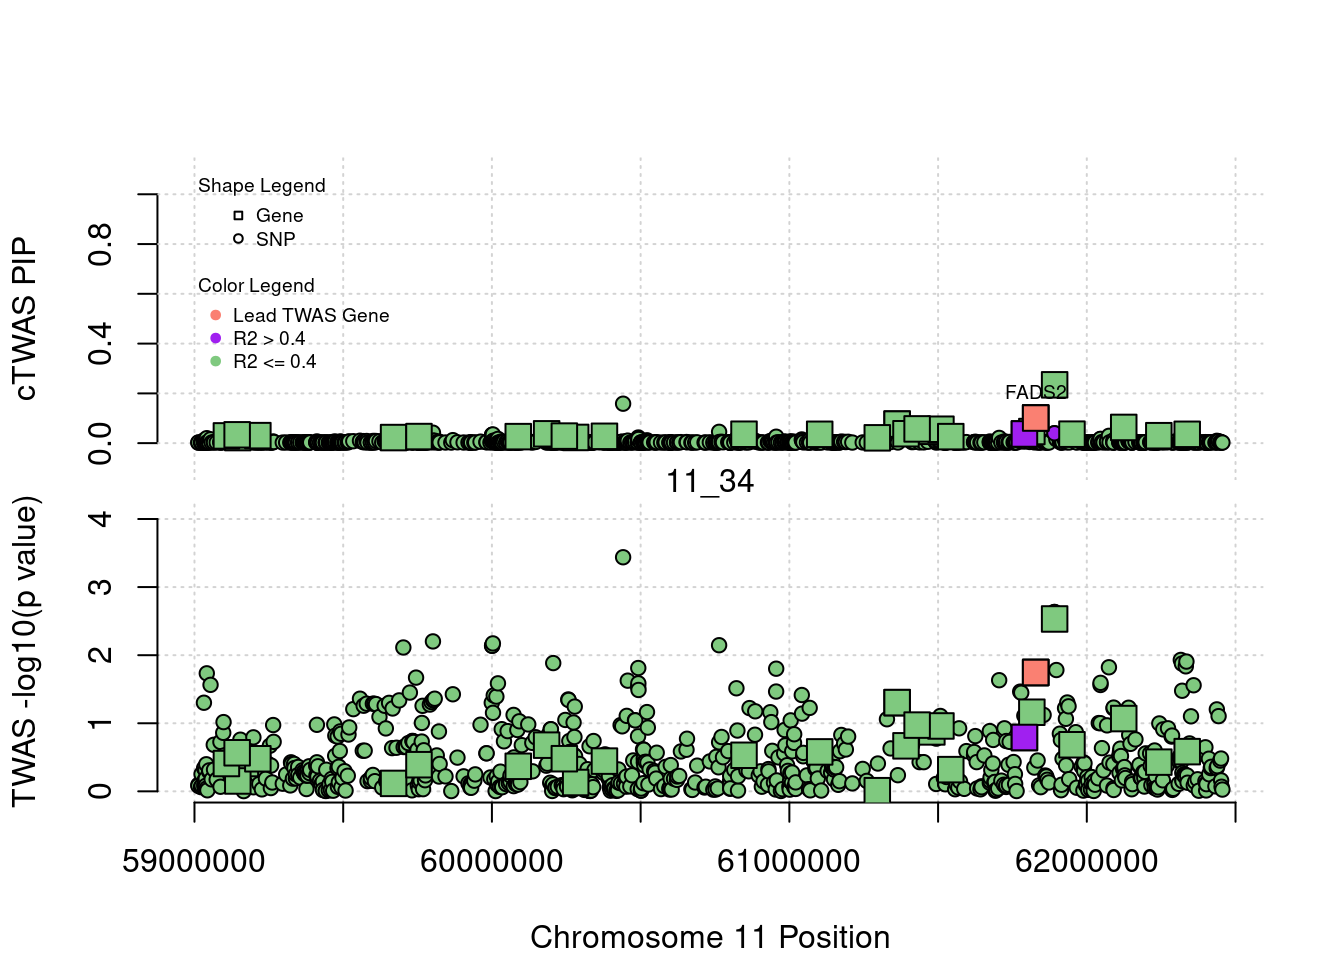 Shape Legend
Gene
SNP
Color Legend
Lead TWAS Gene
R2 > 0.4
R2 <= 0.4
cTWAS PIP
0.8
0.4
0.0
FADS2
11_34
TWAS -log10(p value)
4
3
2
1
0
59000000 60000000 61000000 62000000
Chromosome 11 Position